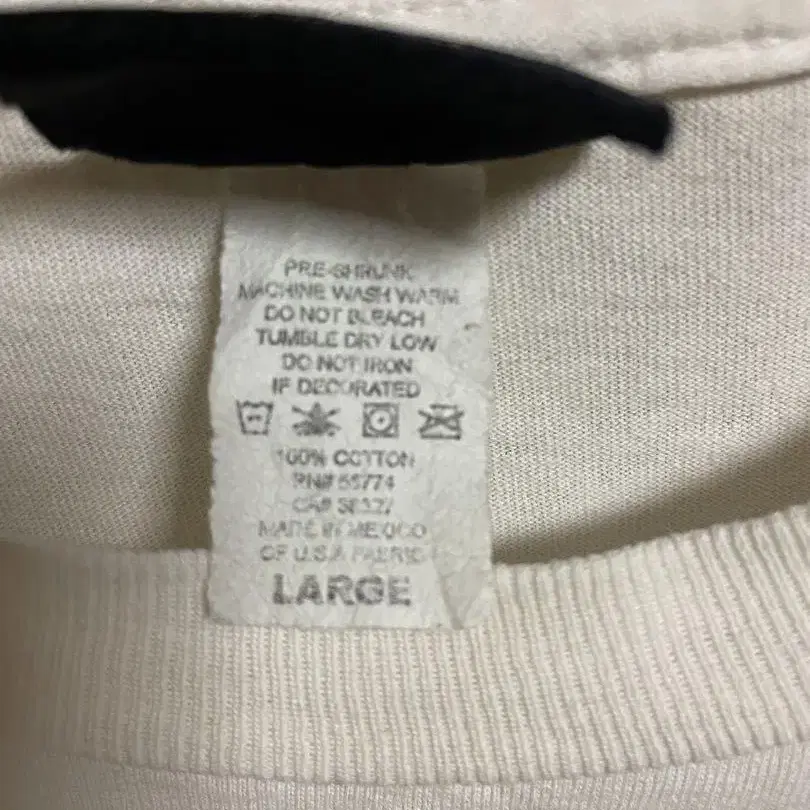 PRE-SHRUNK
MACHINE WASH WARM
DO NOT BLEACH
TUMBLE DRY LOW
DO NOT IRON
IF DECORATED
100% COTTON
RN# 55774
CA#
MADE IN MEXICO
OF U.S.A FABRIC
LARGE